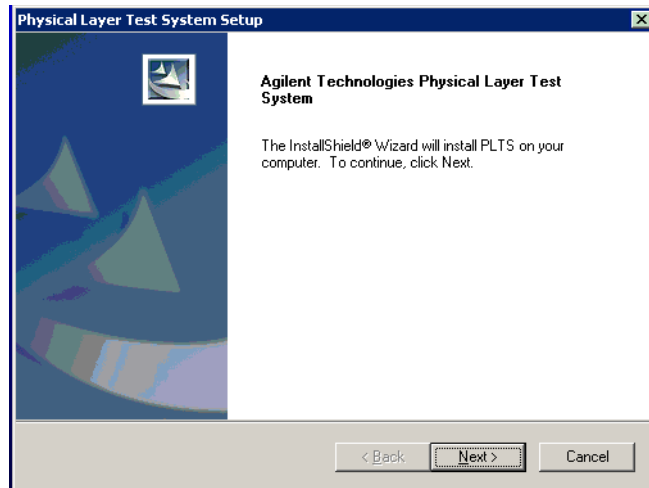 Physical Layer Test System Setup
Agilent Technologies Physical Layer Test
System
The InstallShield® Wizard will install PLTS on your
computer. To continue, click Next.
< Back
Next >
Cancel